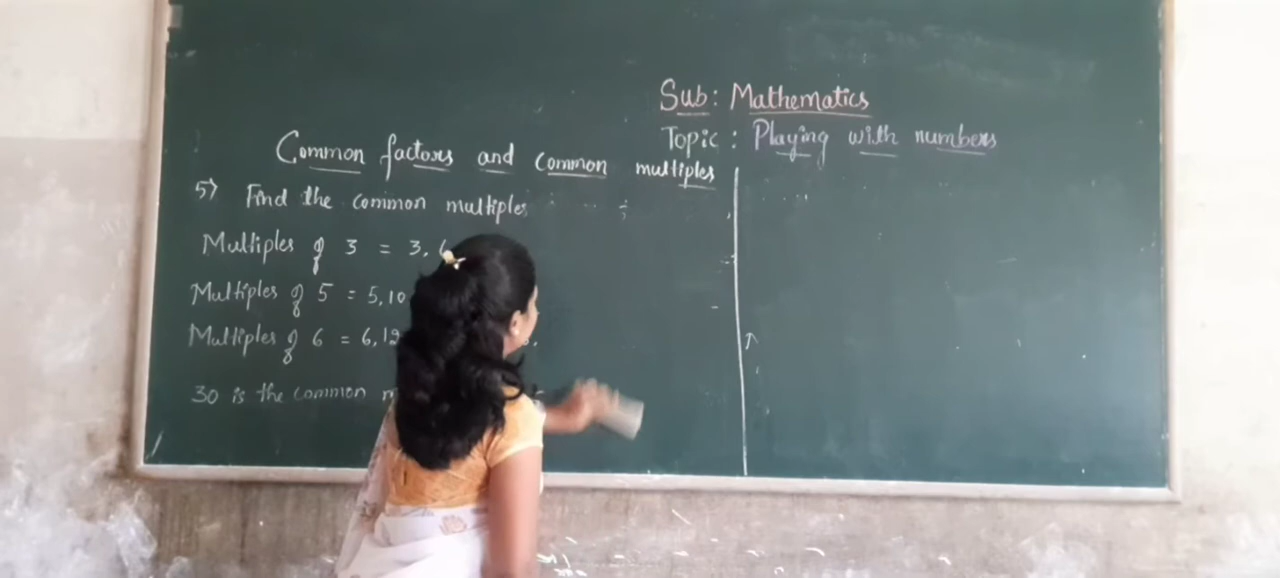 Sub: Mathematics
Topic: Playing with numbers
Common factors and common multiples
5) Find the common multiples
Multiples of 3 = 3, 6
Multiples of 5 = 5, 10
Multiples of 6 = 6, 12
30 is the common